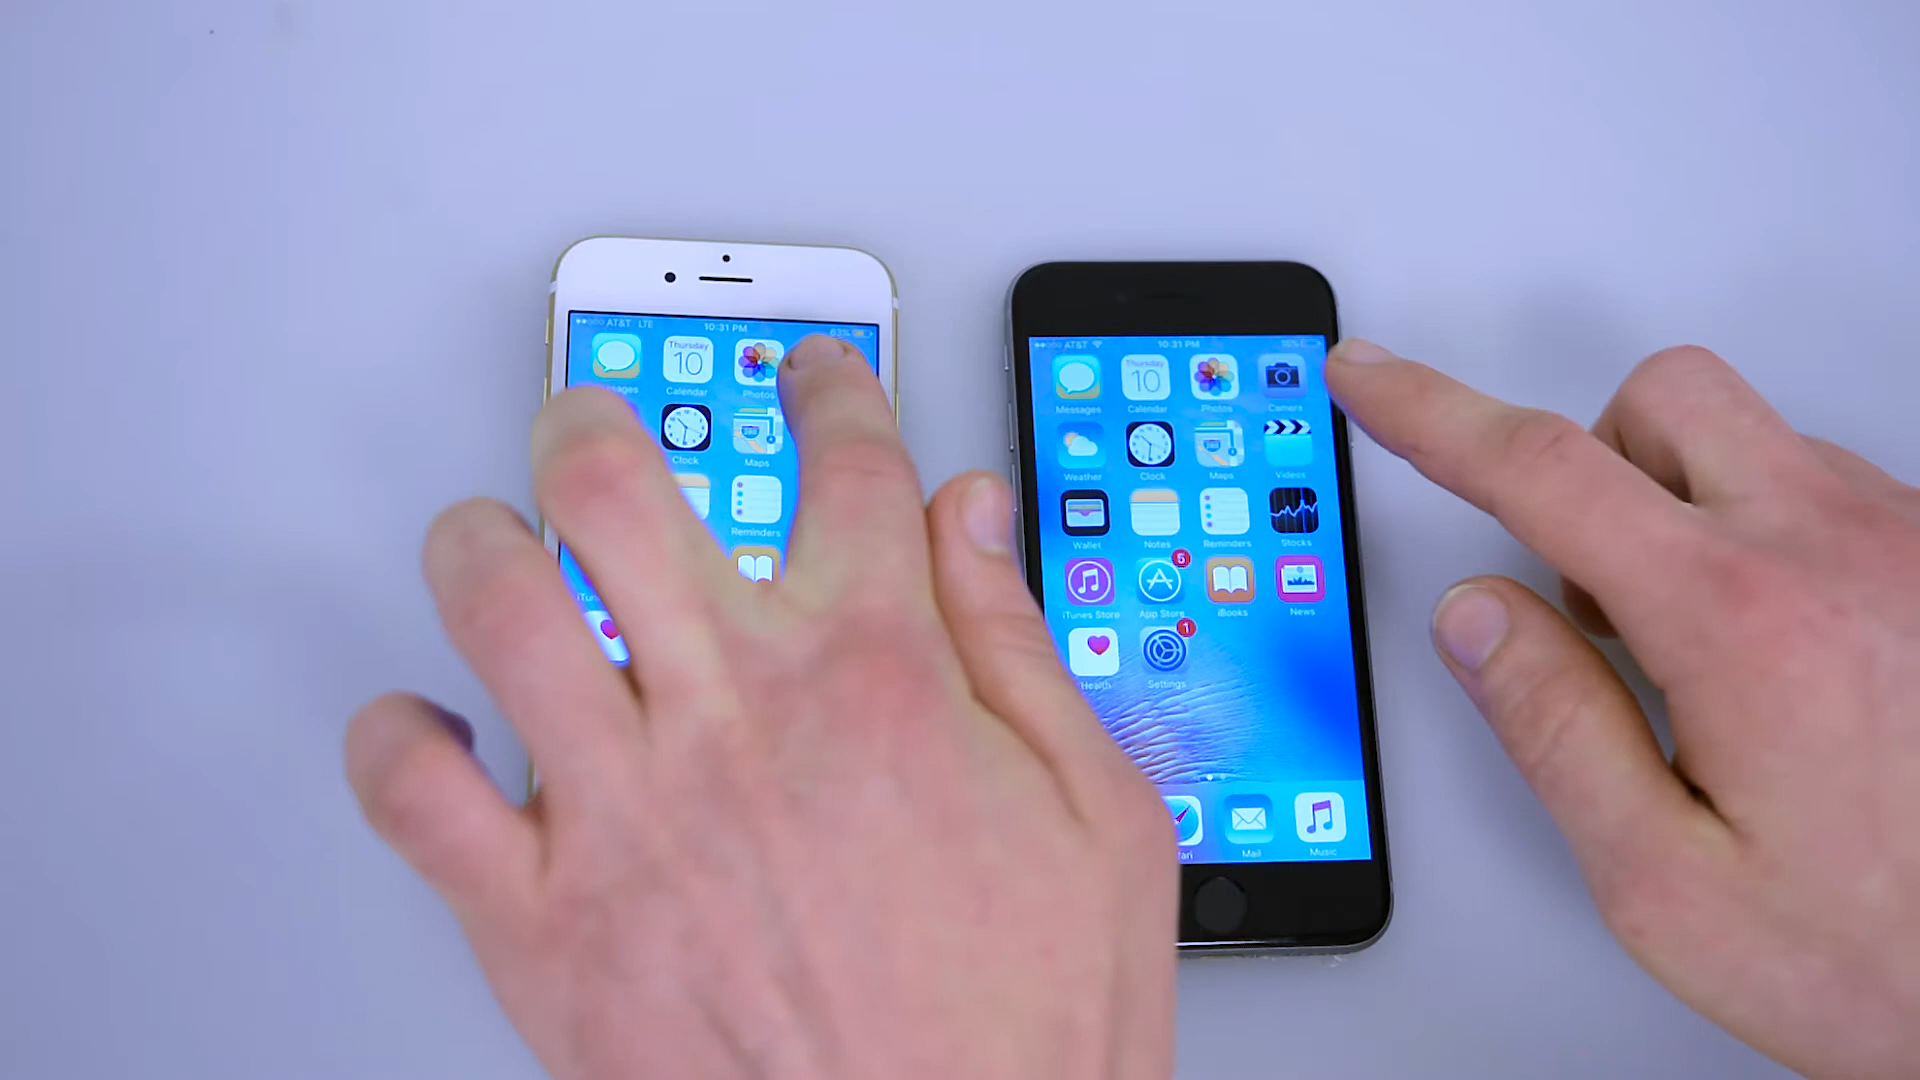 AT&T LTE 10:31 PM 63%
Thursday
10
Calendar
Photos
Clock
Maps
Reminders
AT&T 10:31 PM
Thursday
10
Messages
Calendar
Photos
Camera
Weather
Clock
Maps
Videos
Wallet
Notes
Reminders
Stocks
5
iTunes Store
App Store
iBooks
News
1
Health
Settings
Mail
Music